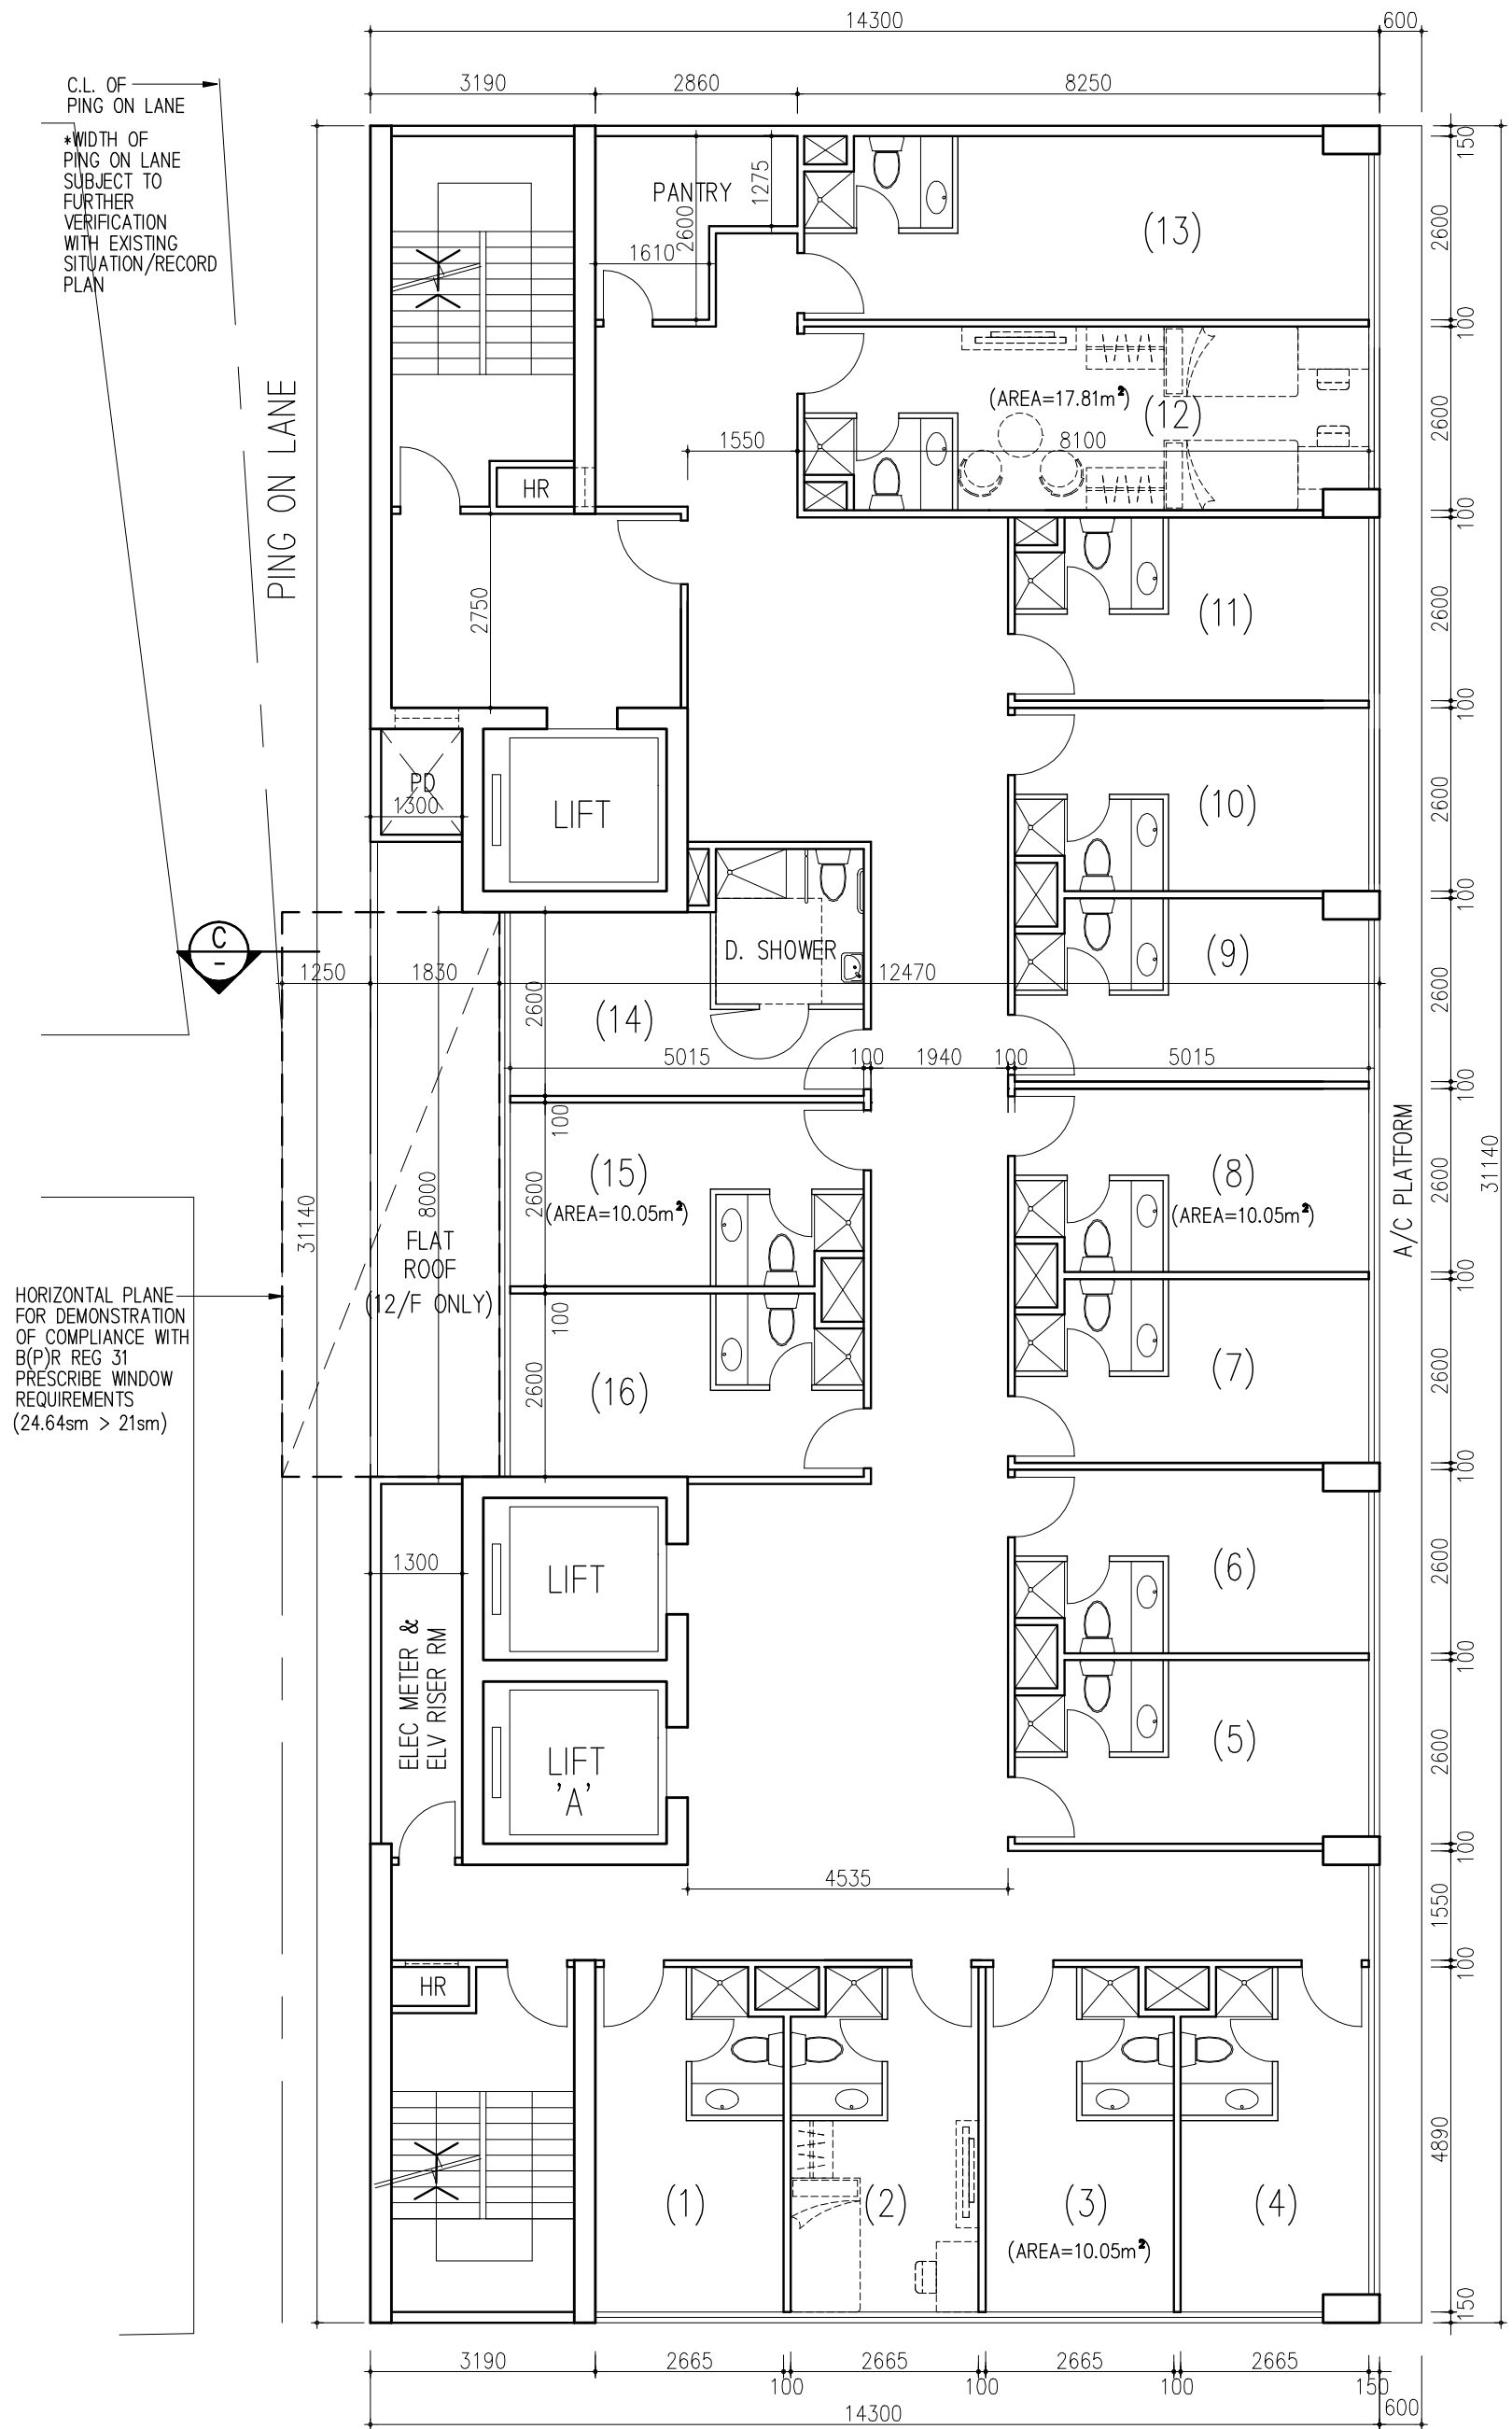 14300
600
3190
2860
8250
C.L. OF
PING ON LANE
*WIDTH OF
PING ON LANE
SUBJECT TO
FURTHER
VERIFICATION
WITH EXISTING
SITUATION/RECORD
PLAN
150
PANTRY
1275
2600
1610
(13)
2600
100
PING ON LANE
(AREA=17.81m²)
(12)
2600
1550
8100
HR
100
2750
(11)
2600
100
PD
1300
LIFT
(10)
2600
100
C
-
D. SHOWER
(9)
1250
1830
12470
2600
2600
(14)
5015
100
1940
100
5015
100
100
A/C PLATFORM
31140
(15)
(AREA=10.05m²)
2600
(8)
(AREA=10.05m²)
2600
31140
8000
FLAT
ROOF
(12/F ONLY)
100
100
HORIZONTAL PLANE
FOR DEMONSTRATION
OF COMPLIANCE WITH
B(P)R REG 31
PRESCRIBE WINDOW
REQUIREMENTS
(24.64sm > 21sm)
2600
(16)
(7)
2600
100
1300
LIFT
(6)
2600
ELEC METER &
ELV RISER RM
100
LIFT
'A'
(5)
2600
100
4535
1550
HR
100
4890
(1)
(2)
(3)
(AREA=10.05m²)
(4)
150
3190
2665
2665
2665
2665
100
100
100
150
14300
600